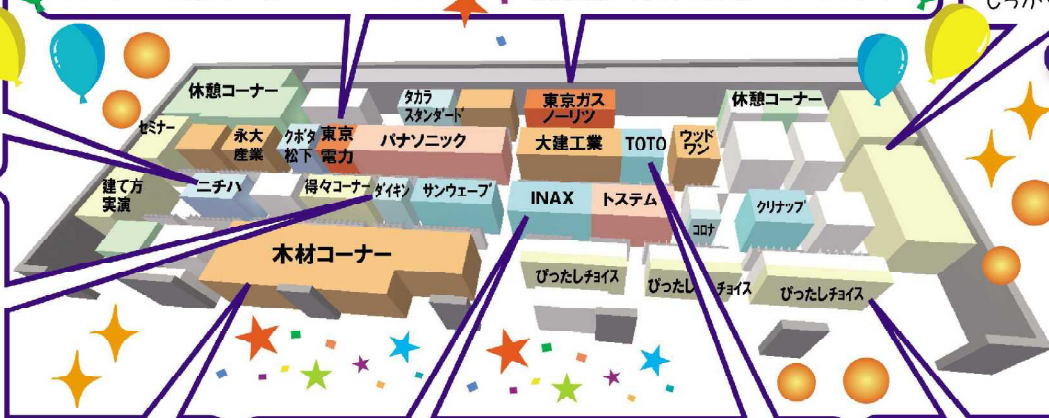 休憩コーナー
タカラ
スタンダード
東京ガス
ノーリツ
休憩コーナー
セミナー
永大
産業
クボタ
松下
東京
電力
パナソニック
大建工業
TOTO
ウッド
ワン
建て方
実演
ニチハ
得々コーナー
ダイキン
サンウェーブ
INAX
トステム
コロナ
クリナップ
木材コーナー
ぴったしチョイス
ぴったしチョイス
ぴったしチョイス